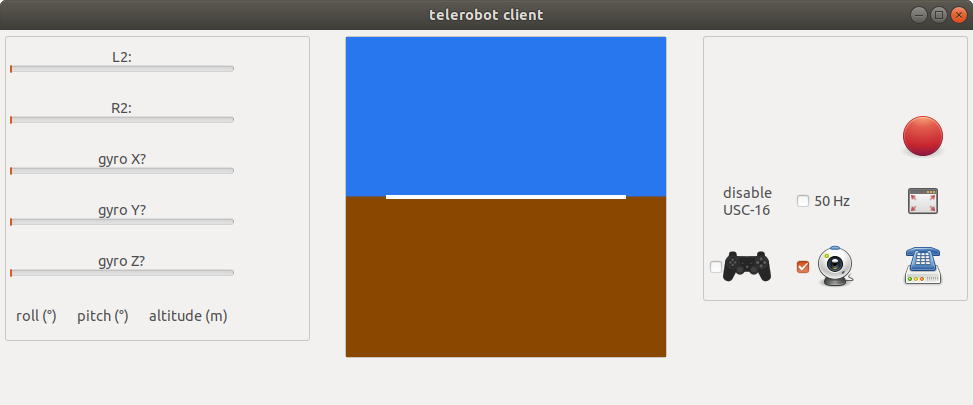 telerobot client
L2:
R2:
gyro X?
gyro Y?
gyro Z?
roll (°) pitch (°) altitude (m)
disable
USC-16
50 Hz